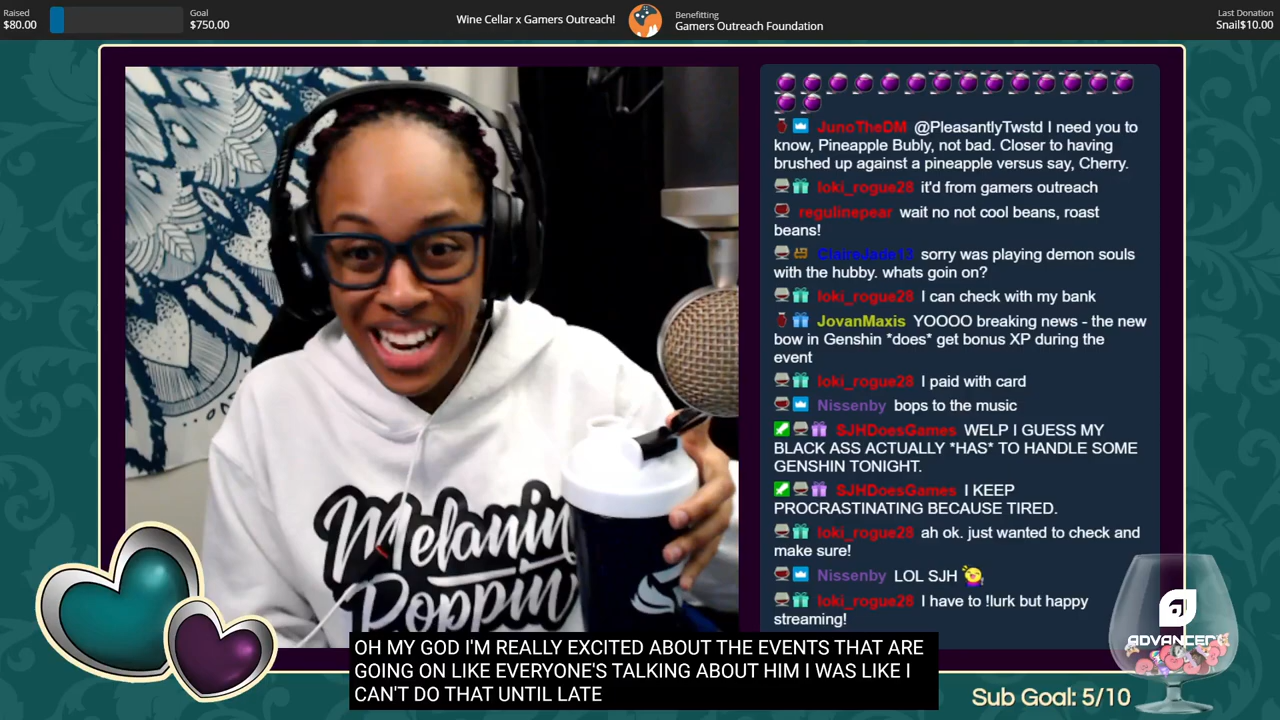 Raised
$80.00
Goal
$750.00
Wine Cellar x Gamers Outreach!
Benefitting
Gamers Outreach Foundation
Last Donation
Snail$10.00
JunoTheDM @PleasantlyTwstd I need you to
know, Pineapple Bubly, not bad. Closer to having
brushed up against a pineapple versus say, Cherry.
loki_rogue28 it'd from gamers outreach
regulinepear wait no not cool beans, roast
beans!
ClaireJade13 sorry was playing demon souls
with the hubby. whats goin on?
loki_rogue28 I can check with my bank
JovanMaxis YOOOO breaking news - the new
bow in Genshin *does* get bonus XP during the
event
loki_rogue28 I paid with card
Nissenby bops to the music
SJHDoesGames WELP I GUESS MY
BLACK ASS ACTUALLY *HAS* TO HANDLE SOME
GENSHIN TONIGHT.
SJHDoesGames I KEEP
PROCRASTINATING BECAUSE TIRED.
loki_rogue28 ah ok. just wanted to check and
make sure!
Nissenby LOL SJH
loki_rogue28 I have to !lurk but happy
streaming!
Melanin
Poppin
OH MY GOD I'M REALLY EXCITED ABOUT THE EVENTS THAT ARE
GOING ON LIKE EVERYONE'S TALKING ABOUT HIM I WAS LIKE I
CAN'T DO THAT UNTIL LATE
ADVANCED
Sub Goal: 5/10